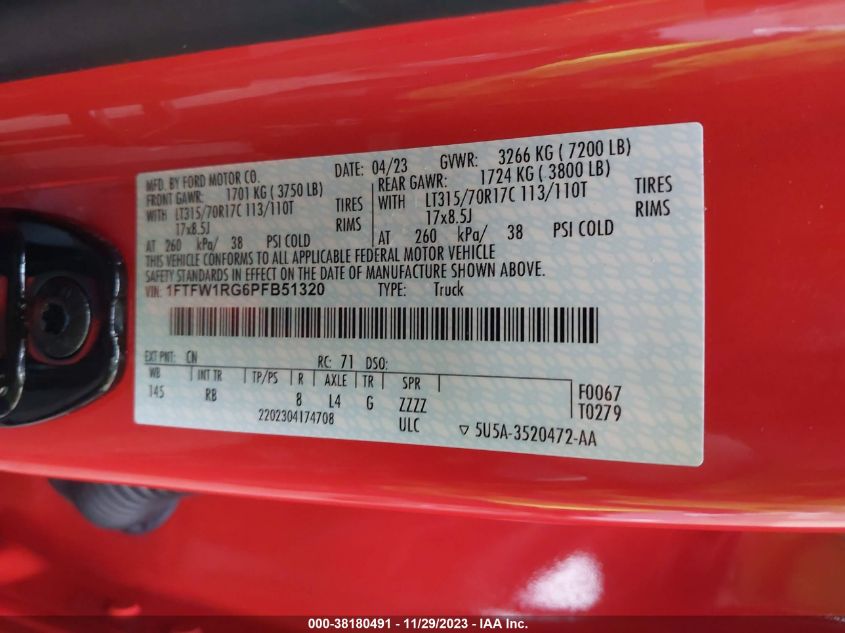 MFD. BY FORD MOTOR CO.
DATE: 04/23 GVWR: 3266 KG ( 7200 LB)
FRONT GAWR: 1701 KG ( 3750 LB) REAR GAWR: 1724 KG ( 3800 LB)
WITH LT315/70R17C 113/110T TIRES WITH LT315/70R17C 113/110T TIRES
17x8.5J RIMS 17x8.5J RIMS
AT 260 kPa/ 38 PSI COLD AT 260 kPa/ 38 PSI COLD
THIS VEHICLE CONFORMS TO ALL APPLICABLE FEDERAL MOTOR VEHICLE
SAFETY STANDARDS IN EFFECT ON THE DATE OF MANUFACTURE SHOWN ABOVE.
VIN: 1FTFW1RG6PFB51320 TYPE: Truck
EXT PNT: CN RC: 71 DSO:
WB INT TR TP/PS R AXLE TR SPR
145 RB 8 L4 G ZZZZ
F0067
T0279
2202304174708 ULC ▽ 5U5A-3520472-AA
000-38180491 - 11/29/2023 - IAA Inc.